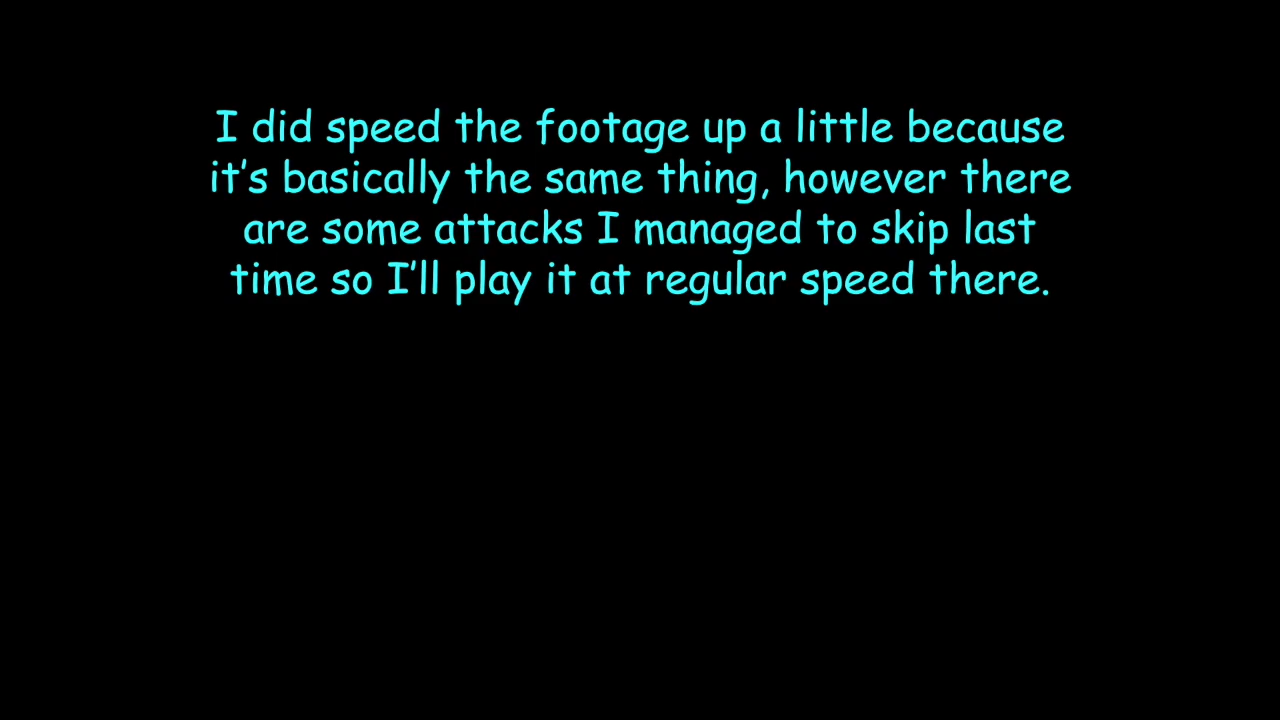 I did speed the footage up a little because
it’s basically the same thing, however there
are some attacks I managed to skip last
time so I’ll play it at regular speed there.